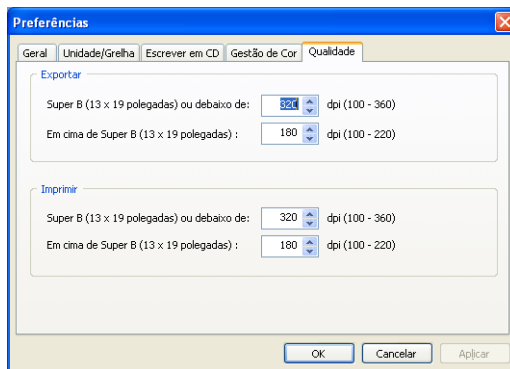 Preferências
Geral Unidade/Grelha Escrever em CD Gestão de Cor Qualidade
Exportar
Super B (13 x 19 polegadas) ou debaixo de: 320 dpi (100 - 360)
Em cima de Super B (13 x 19 polegadas) : 180 dpi (100 - 220)
Imprimir
Super B (13 x 19 polegadas) ou debaixo de: 320 dpi (100 - 360)
Em cima de Super B (13 x 19 polegadas) : 180 dpi (100 - 220)
OK Cancelar Aplicar